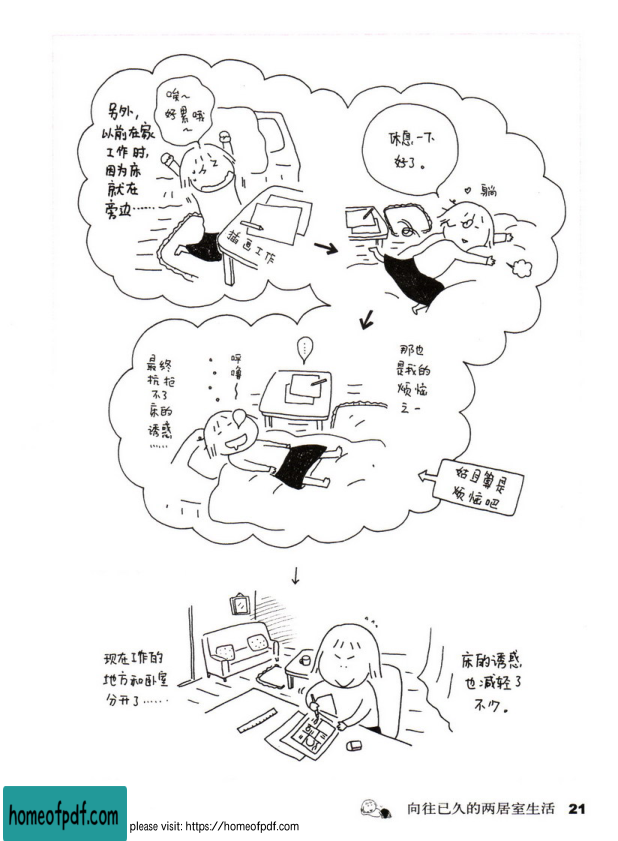 另外，
以前在家
工作时，
因为床
就在
旁边……
唉～
好累哦
～
插画工作
休息一下
好了。
♡ 躺
最终
抗拒
不了
床的
诱惑
……
呼
噜
～
…
那也
是我的
烦恼
之一
姑且算是
烦恼吧
现在工作的
地方和卧室
分开了……
床的诱惑
也减轻了
不少。
向往已久的两居室生活 21
homeofpdf.com
please visit: https://homeofpdf.com